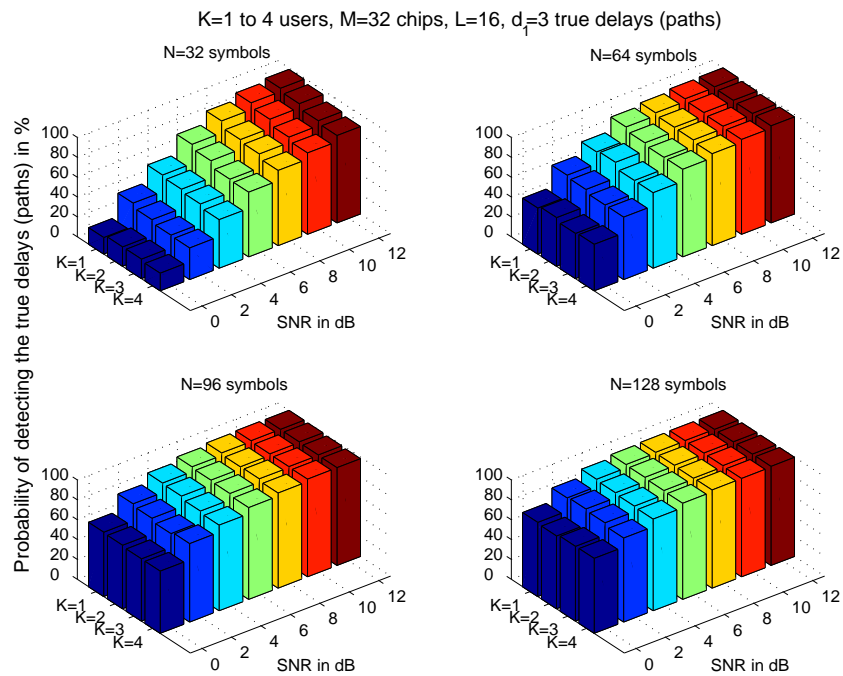 K=1 to 4 users, M=32 chips, L=16, d1=3 true delays (paths)
Probability of detecting the true delays (paths) in %
N=32 symbols
100
80
60
40
20
0
K=1
K=2
K=3
K=4
0
2
4
6
8
10
12
SNR in dB
N=64 symbols
100
80
60
40
20
0
K=1
K=2
K=3
K=4
0
2
4
6
8
10
12
SNR in dB
N=96 symbols
100
80
60
40
20
0
K=1
K=2
K=3
K=4
0
2
4
6
8
10
12
SNR in dB
N=128 symbols
100
80
60
40
20
0
K=1
K=2
K=3
K=4
0
2
4
6
8
10
12
SNR in dB